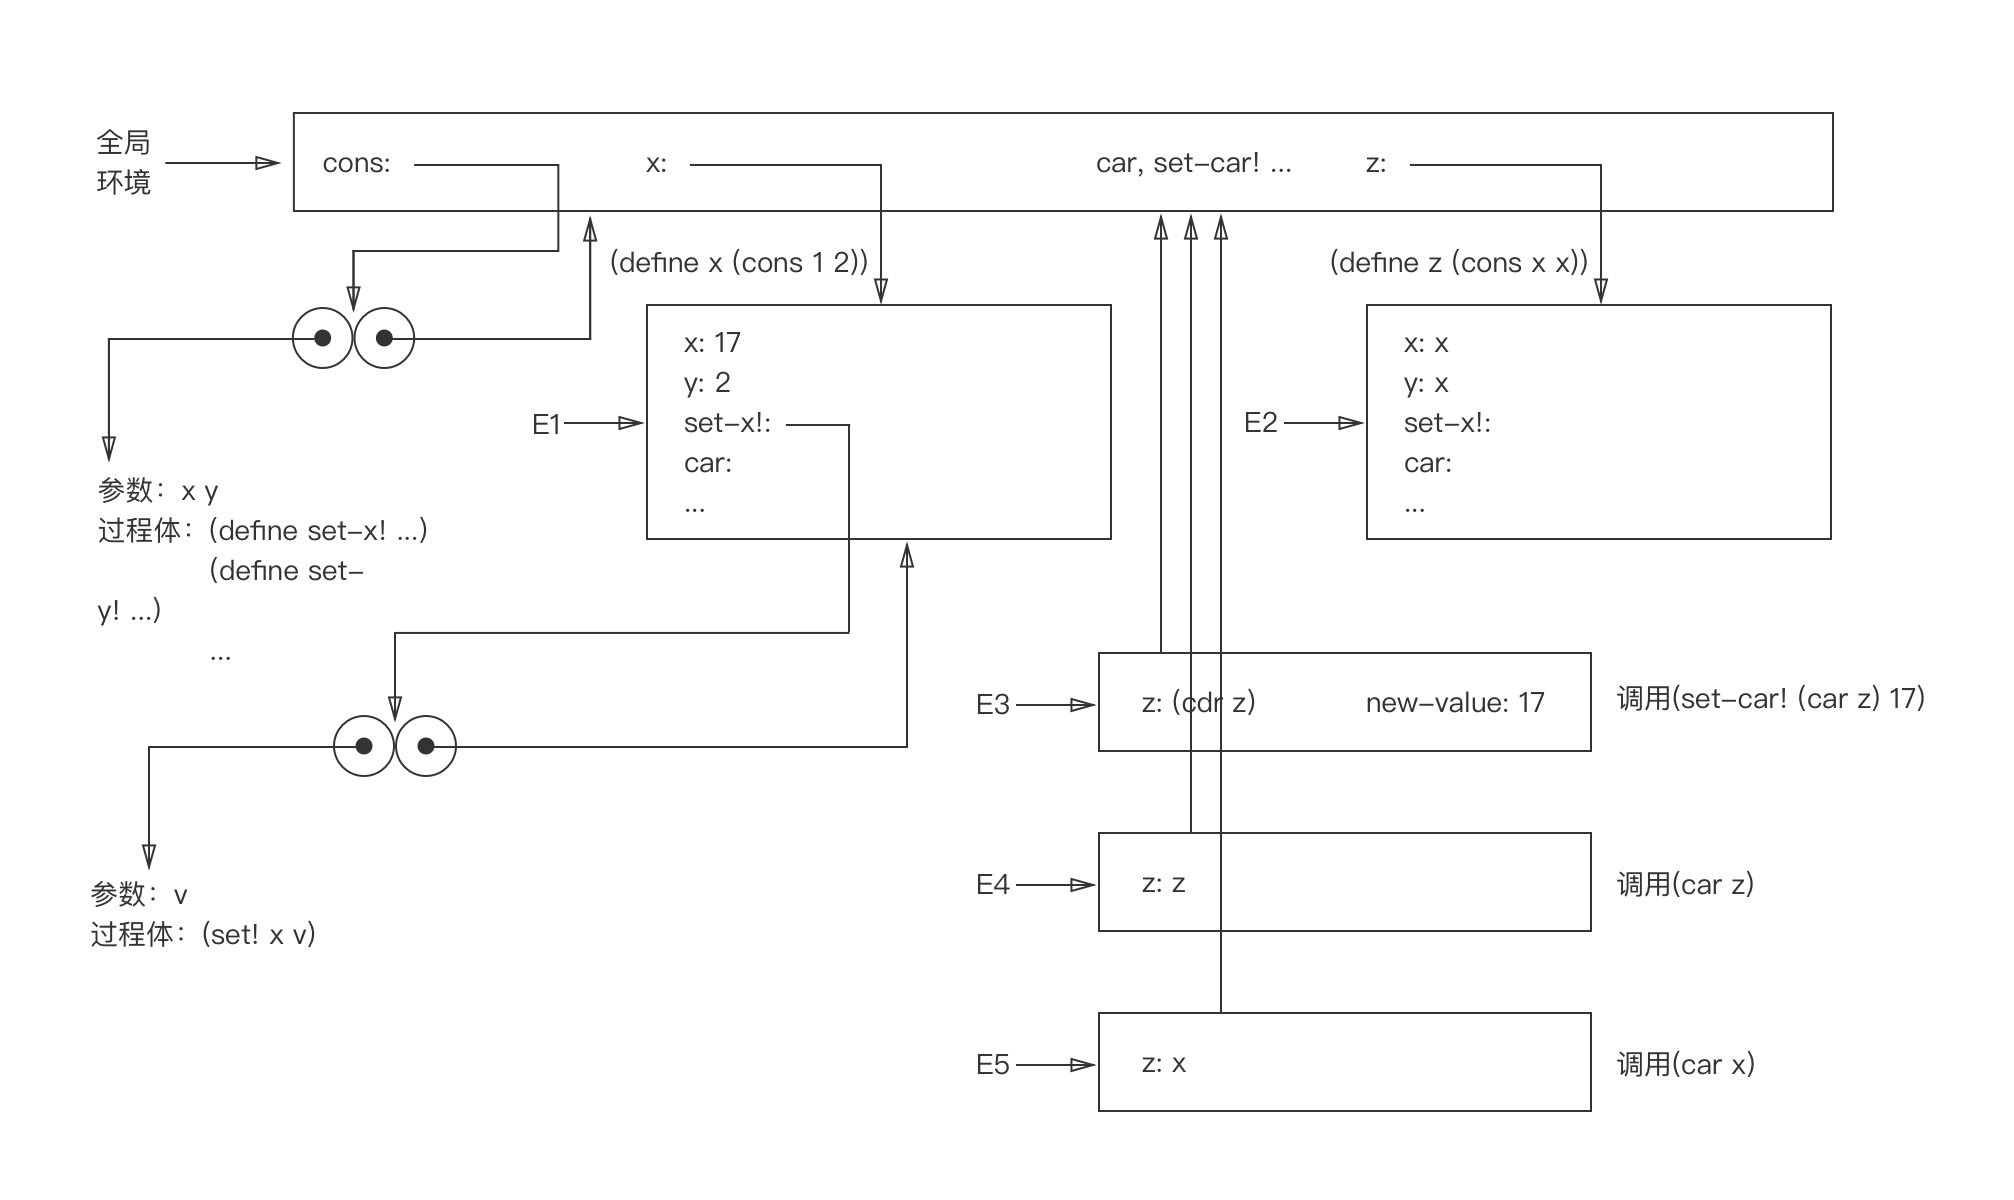 全局
环境
cons:
x:
car, set-car! ...
z:
(define x (cons 1 2))
(define z (cons x x))
E1
x: 17
y: 2
set-x!:
car:
...
E2
x: x
y: x
set-x!:
car:
...
参数：x y
过程体：(define set-x! ...)
(define set-
y! ...)
...
E3
z: (cdr z)
new-value: 17
调用(set-car! (car z) 17)
参数：v
过程体：(set! x v)
E4
z: z
调用(car z)
E5
z: x
调用(car x)